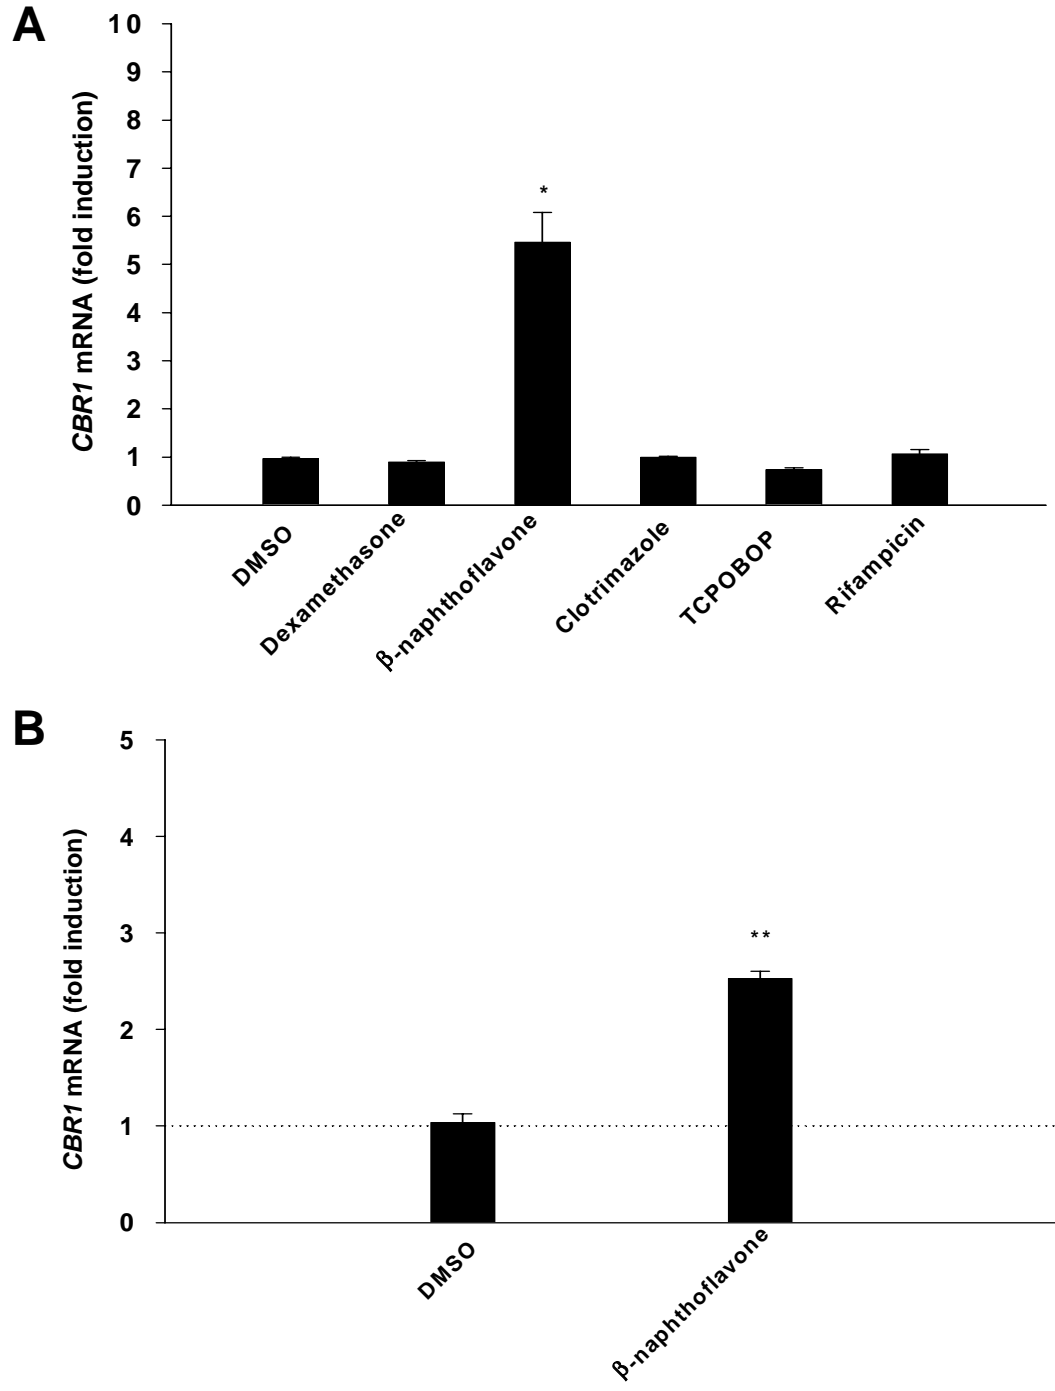 A
CBR1 mRNA (fold induction)
10
9
8
7
6
5
4
3
2
1
0
*
DMSO
Dexamethasone
β-naphthoflavone
Clotrimazole
TCPOBOP
Rifampicin
B
CBR1 mRNA (fold induction)
5
4
3
2
1
0
**
DMSO
β-naphthoflavone